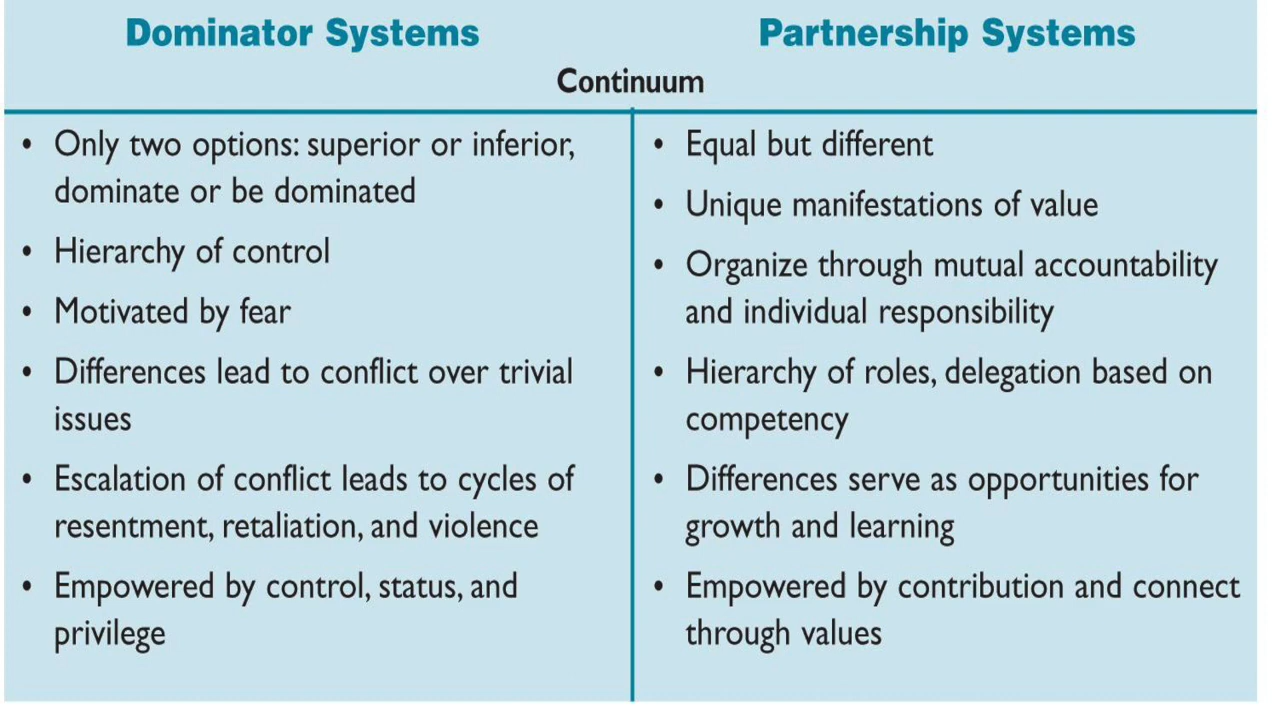 Dominator Systems
Partnership Systems
Continuum
• Only two options: superior or inferior,
dominate or be dominated
• Hierarchy of control
• Motivated by fear
• Differences lead to conflict over trivial
issues
• Escalation of conflict leads to cycles of
resentment, retaliation, and violence
• Empowered by control, status, and
privilege
• Equal but different
• Unique manifestations of value
• Organize through mutual accountability
and individual responsibility
• Hierarchy of roles, delegation based on
competency
• Differences serve as opportunities for
growth and learning
• Empowered by contribution and connect
through values